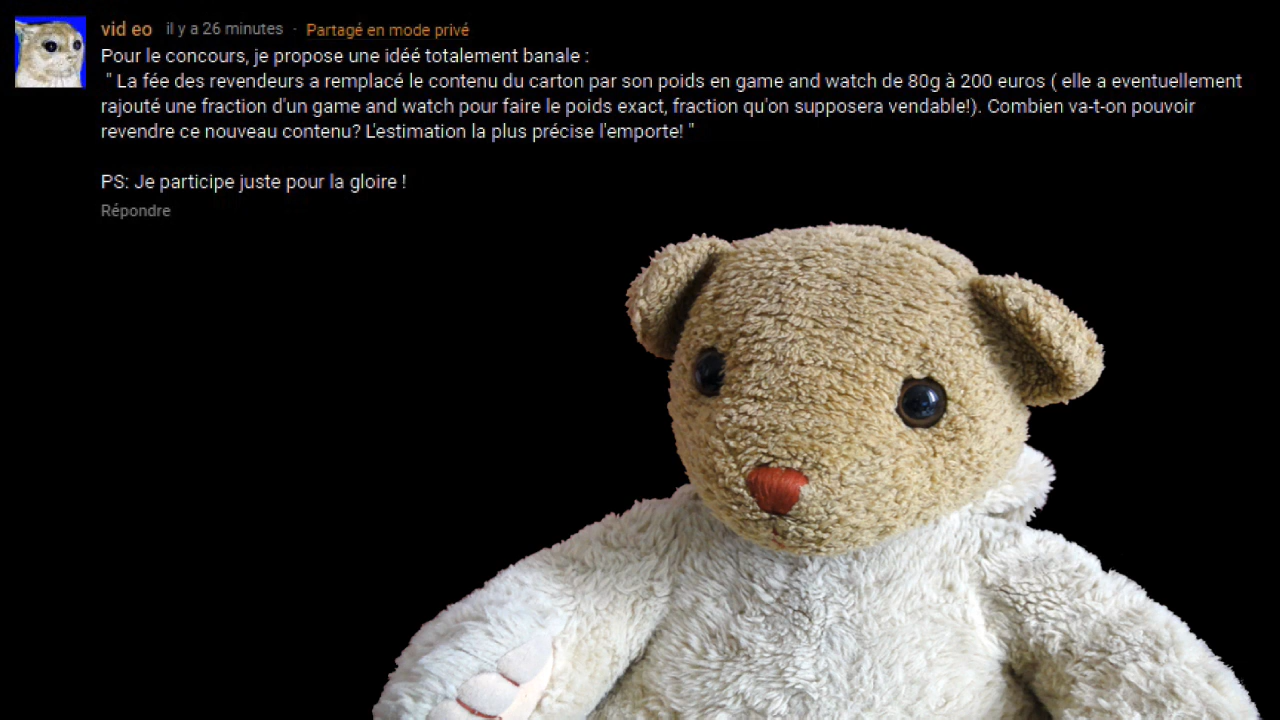 vid eo il y a 26 minutes · Partagé en mode privé
Pour le concours, je propose une idéé totalement banale :
" La fée des revendeurs a remplacé le contenu du carton par son poids en game and watch de 80g à 200 euros ( elle a eventuellement
rajouté une fraction d'un game and watch pour faire le poids exact, fraction qu'on supposera vendable!). Combien va-t-on pouvoir
revendre ce nouveau contenu? L'estimation la plus précise l'emporte! "
PS: Je participe juste pour la gloire !
Répondre